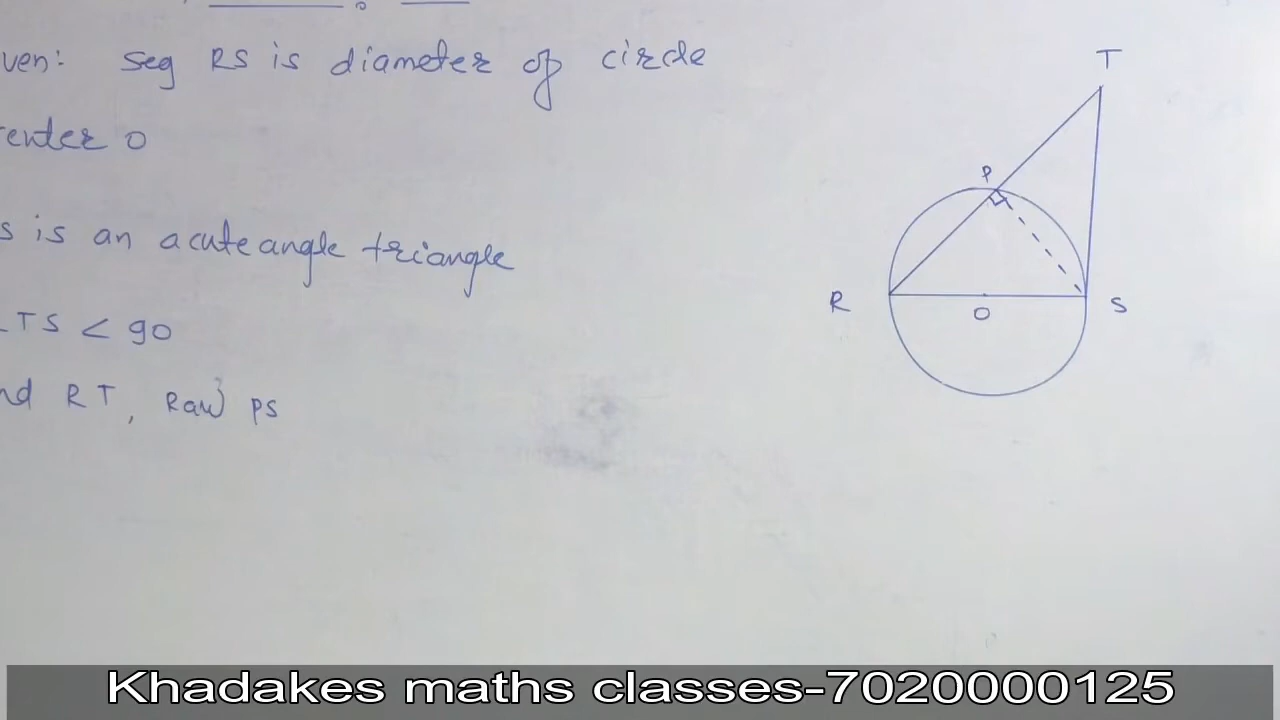 ven: seg RS is diameter of circle
center O
s is an acute angle triangle
LTS < 90
nd RT, Raw PS
T
P
R
O
S
Khadakes maths classes-7020000125